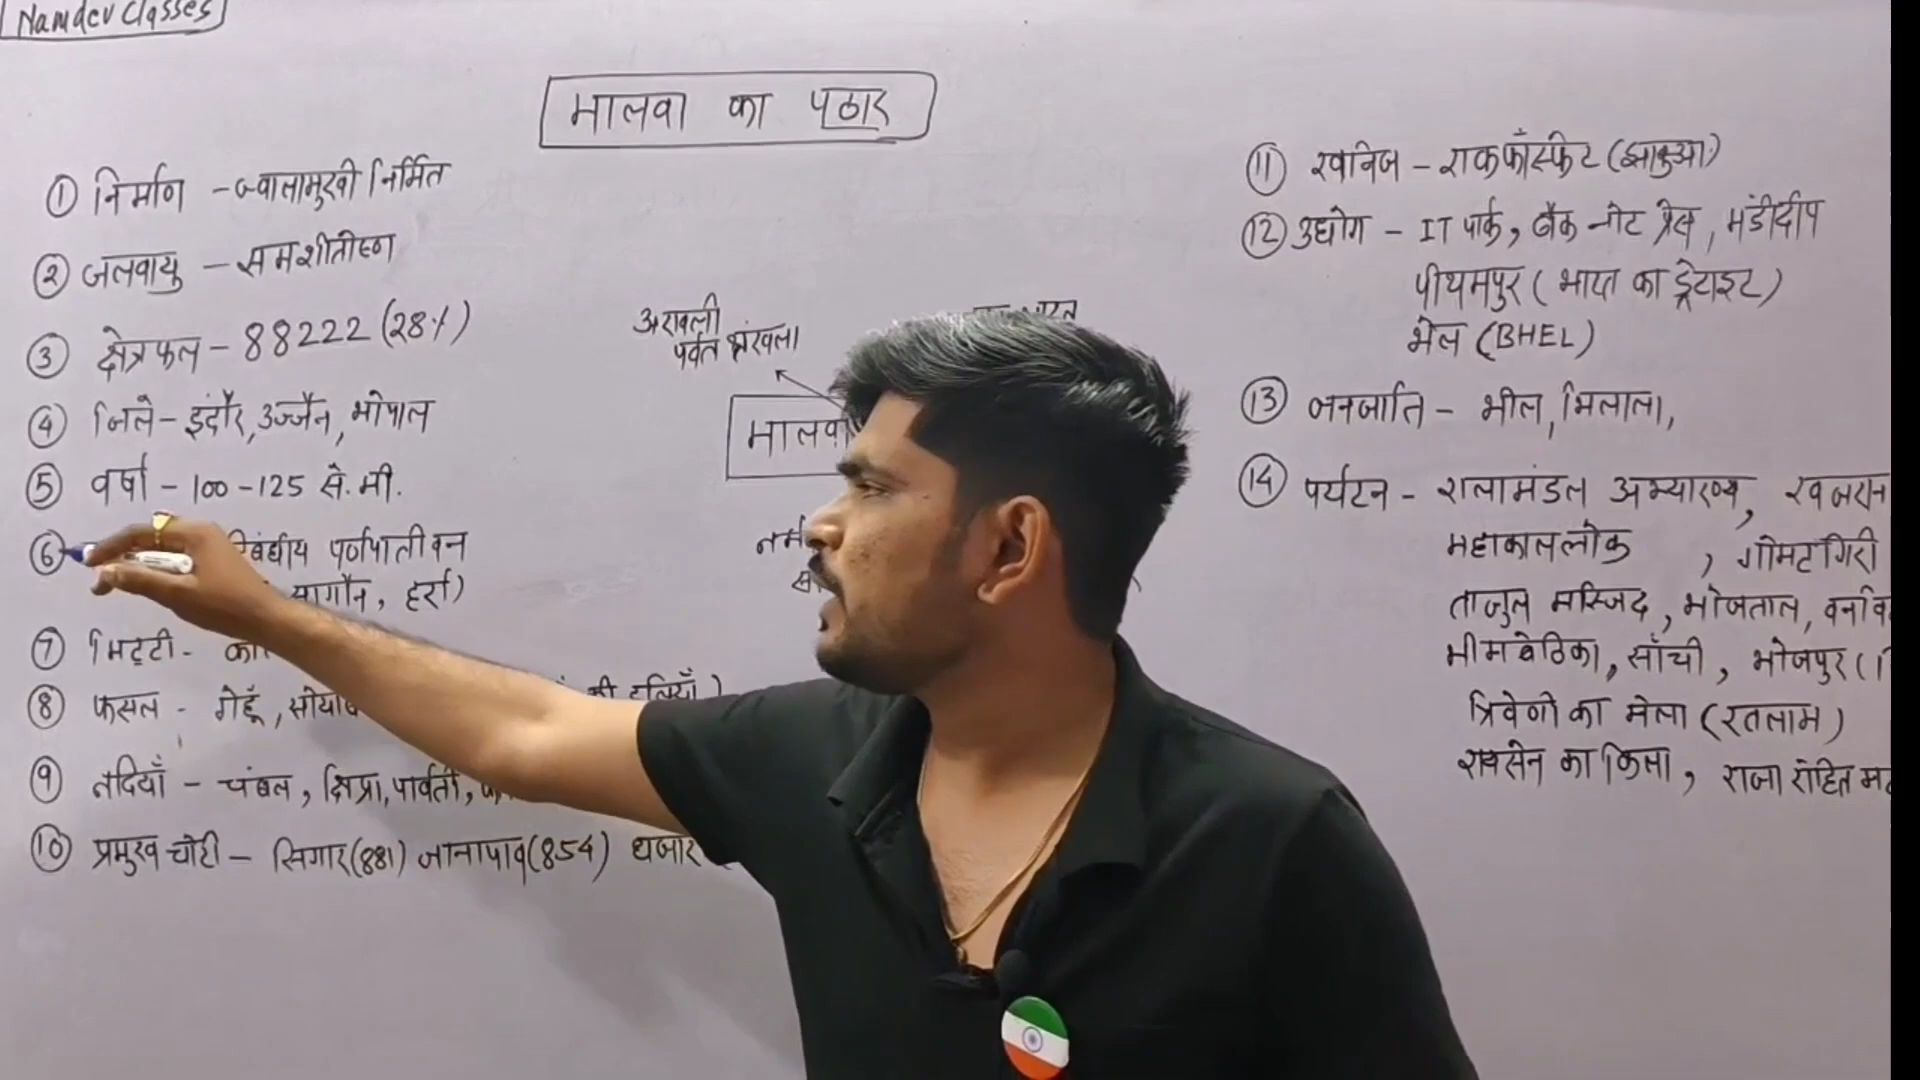 Namdev Classes
मालवा का पठार
① निर्माण - ज्वालामुखी निर्मित
② जलवायु - समशीतोष्ण
③ क्षेत्रफल - 88222 (28%)
④ जिले - इंदौर, उज्जैन, भोपाल
⑤ वर्षा - 100-125 से.मी.
⑥ पर्णपाती वन
सागौन, हर्रा)
⑦ मिट्टी -
⑧ फसल - गेहूँ,
⑨ नदियाँ - चंबल, क्षिप्रा, पार्वती,
⑩ प्रमुख चोटी - सिगार(881) जानापाव(854)
अरावली
पर्वत श्रंखला
⑪ खनिज - राकफॉस्फेट (झाबुआ)
⑫ उद्योग - IT पार्क, बैंक नोट प्रेस, मंडीदीप
पीथमपुर (भारत का ड्रेटाइट)
भेल (BHEL)
⑬ जनजाति - भील, भिलाला,
⑭ पर्यटन - रालामंडल अभ्यारण्य,
महाकाललोक, गोमटगिरी
ताजुल मस्जिद, भोजताल,
भीमबेठिका, साँची, भोजपुर
त्रिवेणी का मेला (रतलाम)
रायसेन का किला, राजा रोहित